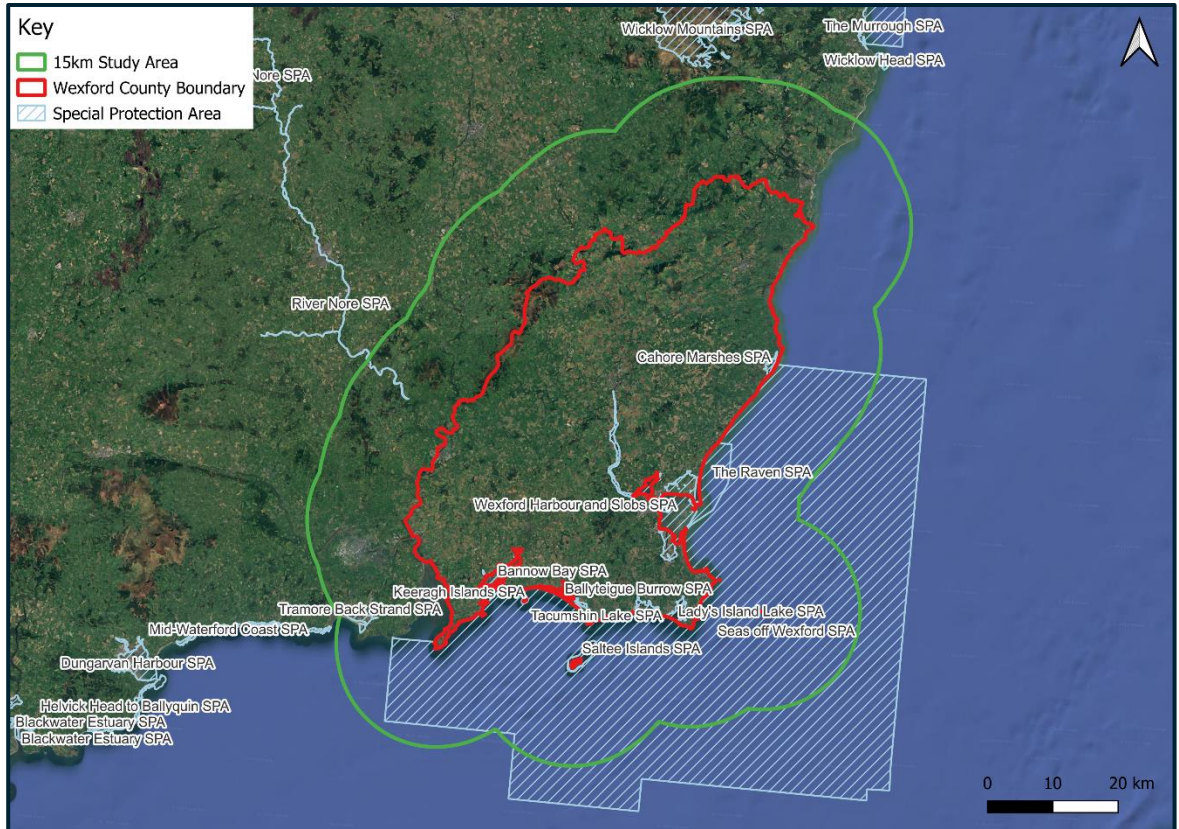 Key
15km Study Area
Wexford County Boundary
Special Protection Area
Wicklow Mountains SPA
The Murrough SPA
Wicklow Head SPA
Nore SPA
River Nore SPA
Cahore Marshes SPA
The Raven SPA
Wexford Harbour and Slobs SPA
Bannow Bay SPA
Keeragh Islands SPA
Ballyteigue Burrow SPA
Tramore Back Strand SPA
Tacumshin Lake SPA
Lady's Island Lake SPA
Mid-Waterford Coast SPA
Seas off Wexford SPA
Saltee Islands SPA
Dungarvan Harbour SPA
Helvick Head to Ballyquin SPA
Blackwater Estuary SPA
Blackwater Estuary SPA
0 10 20 km